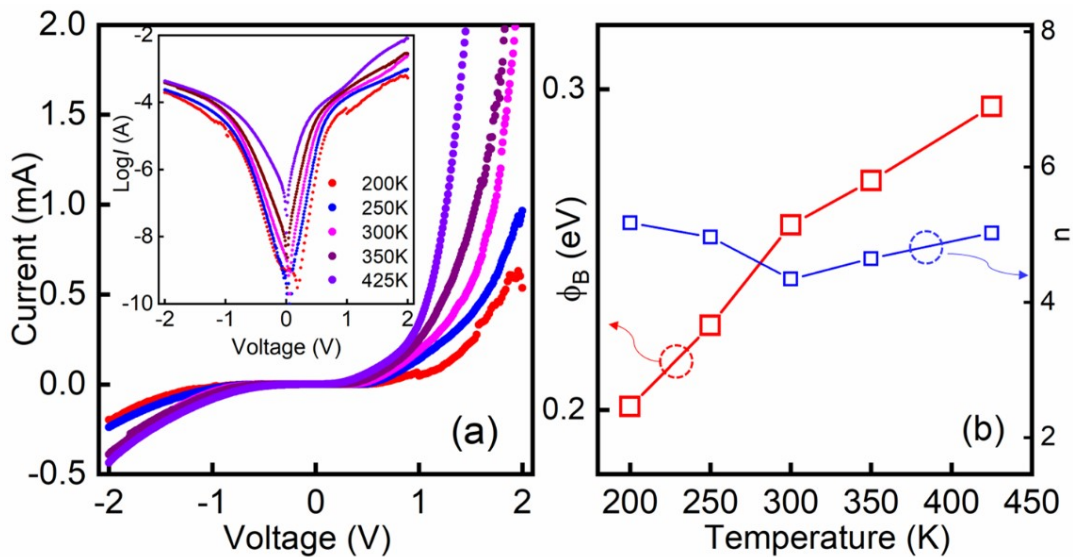 2.0
1.5
1.0
0.5
0.0
-0.5
Current (mA)
-2
-1
0
1
2
Voltage (V)
(a)
-2
-4
-6
-8
-10
LogI (A)
-2
-1
0
1
2
Voltage (V)
200K
250K
300K
350K
425K
0.3
0.2
ϕB (eV)
8
6
4
2
n
(b)
200 250 300 350 400 450
Temperature (K)